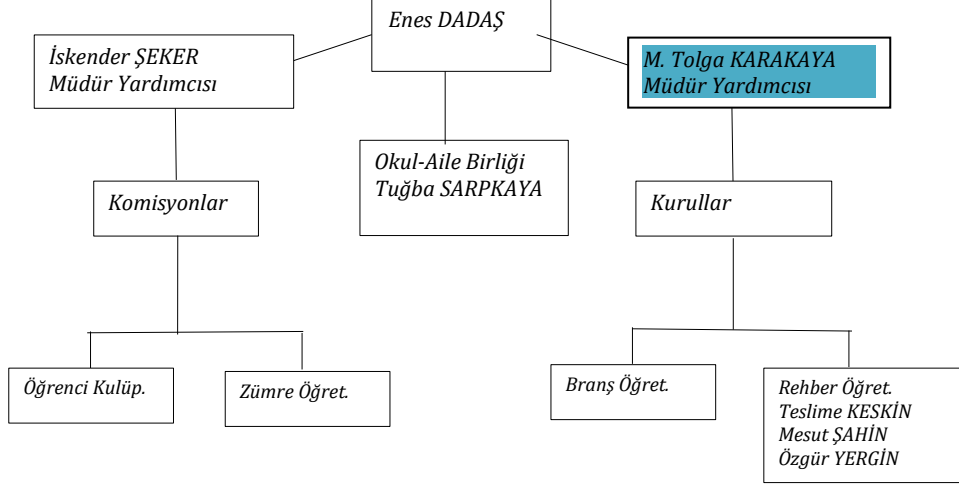 Enes DADAŞ
İskender ŞEKER
Müdür Yardımcısı
M. Tolga KARAKAYA
Müdür Yardımcısı
Okul-Aile Birliği
Tuğba SARPKAYA
Komisyonlar
Kurullar
Öğrenci Kulüp.
Zümre Öğret.
Branş Öğret.
Rehber Öğret.
Teslime KESKİN
Mesut ŞAHİN
Özgür YERGİN